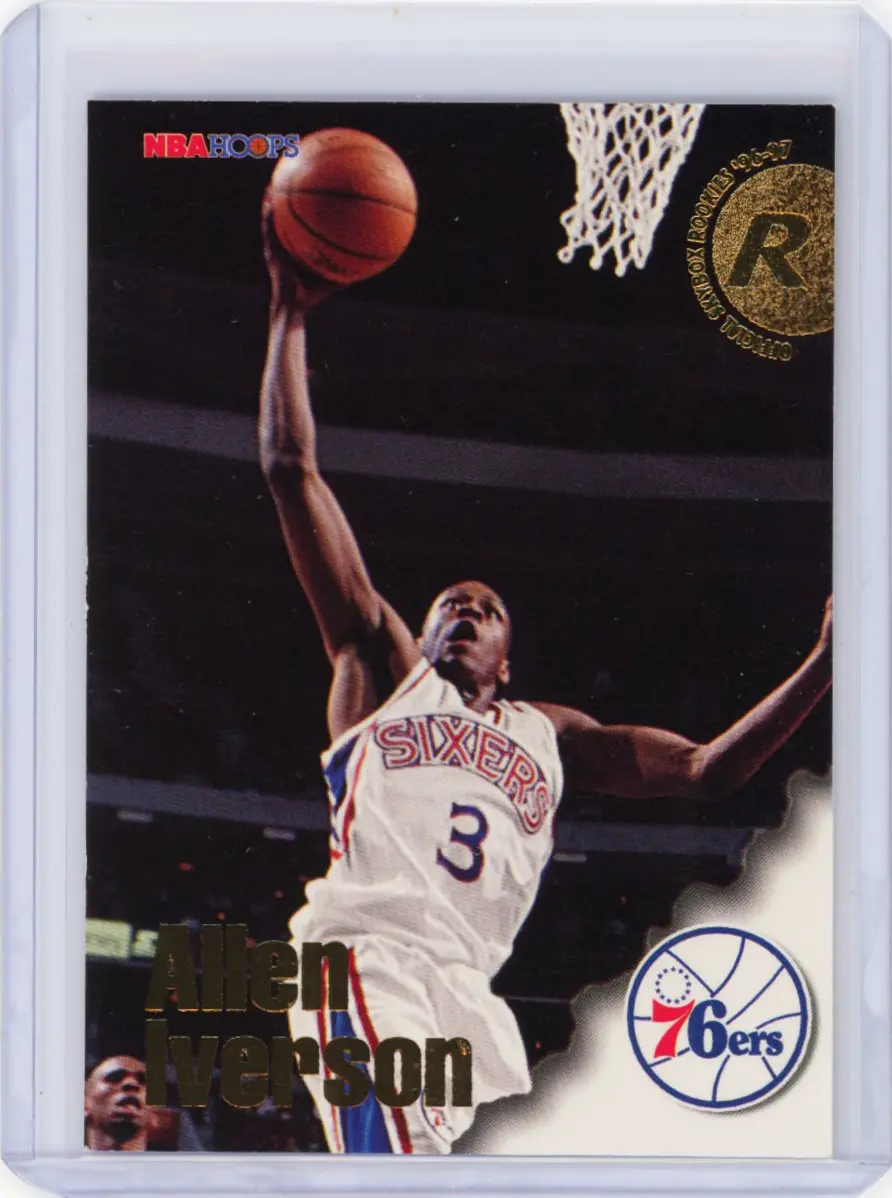 NBA HOOPS
OFFICIAL SKYBOX ROOKIES '96-97
R
SIXERS
3
Allen
Iverson
76ers